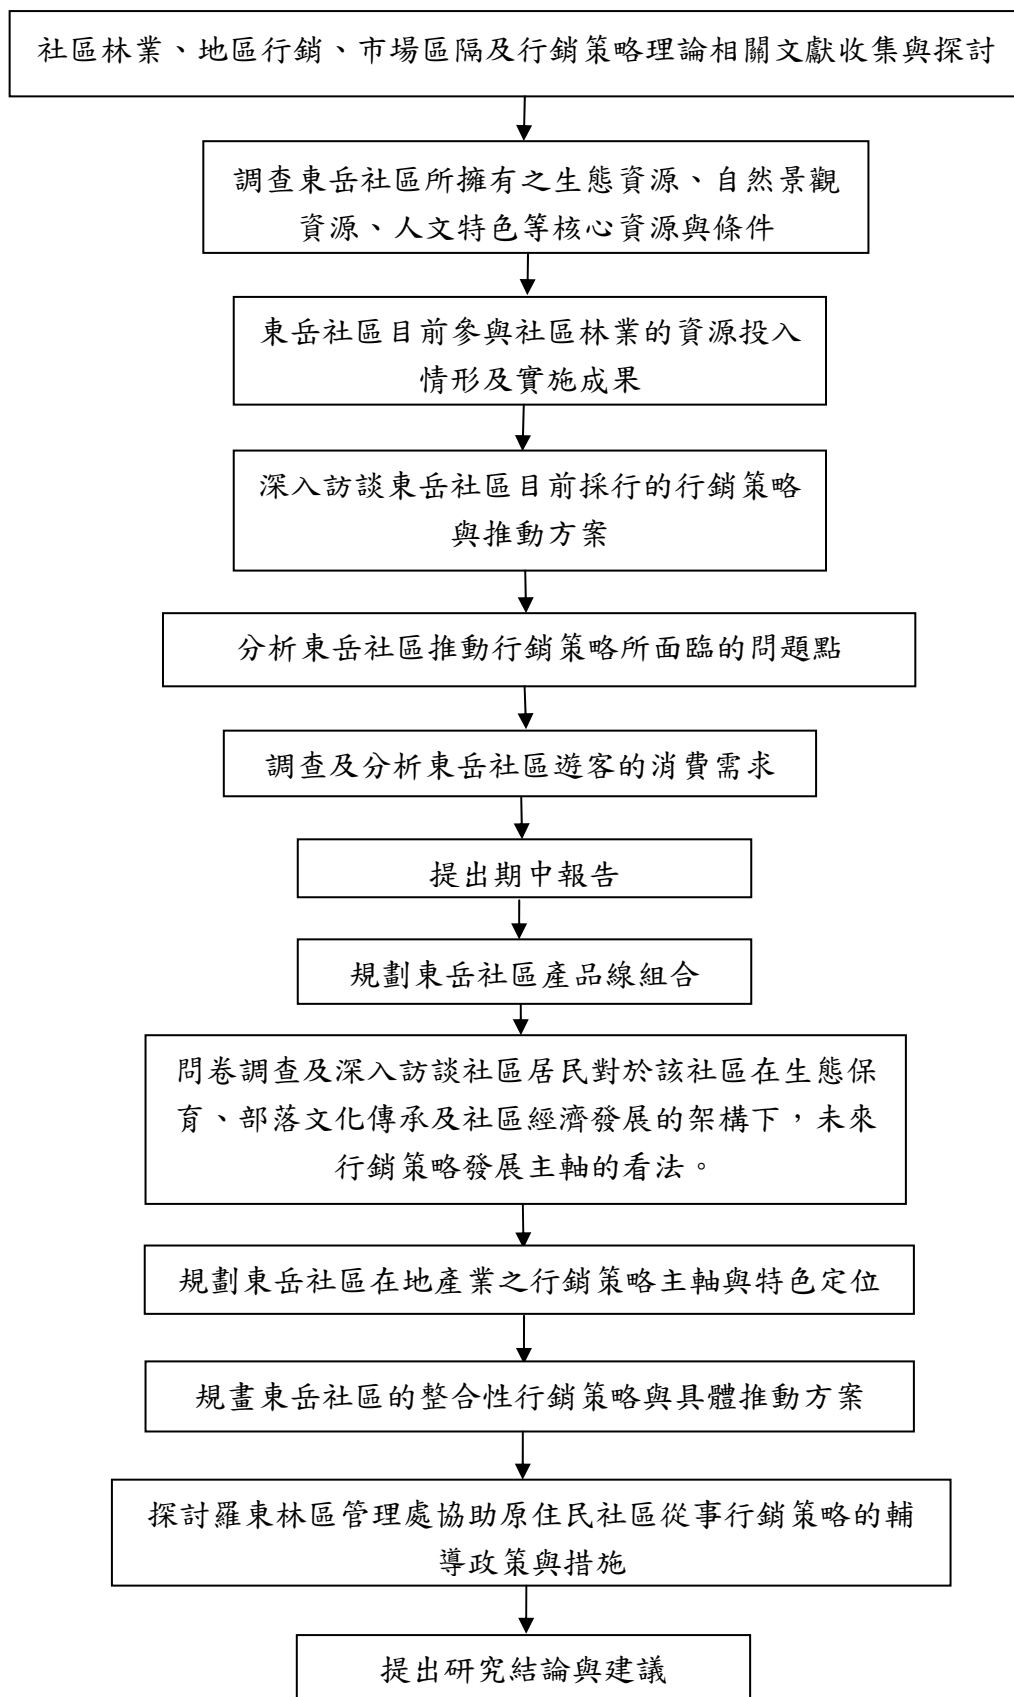 社區林業、地區行銷、市場區隔及行銷策略理論相關文獻收集與探討
調查東岳社區所擁有之生態資源、自然景觀
資源、人文特色等核心資源與條件
東岳社區目前參與社區林業的資源投入
情形及實施成果
深入訪談東岳社區目前採行的行銷策略
與推動方案
分析東岳社區推動行銷策略所面臨的問題點
調查及分析東岳社區遊客的消費需求
提出期中報告
規劃東岳社區產品線組合
問卷調查及深入訪談社區居民對於該社區在生態保
育、部落文化傳承及社區經濟發展的架構下，未來
行銷策略發展主軸的看法。
規劃東岳社區在地產業之行銷策略主軸與特色定位
規畫東岳社區的整合性行銷策略與具體推動方案
探討羅東林區管理處協助原住民社區從事行銷策略的輔
導政策與措施
提出研究結論與建議